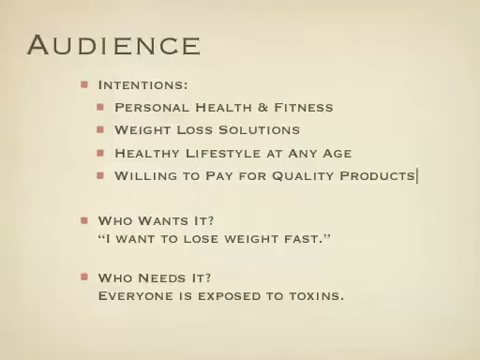 Audience
Intentions:
Personal Health & Fitness
Weight Loss Solutions
Healthy Lifestyle at Any Age
Willing to Pay for Quality Products
Who Wants It?
“I want to lose weight fast.”
Who Needs It?
Everyone is exposed to toxins.